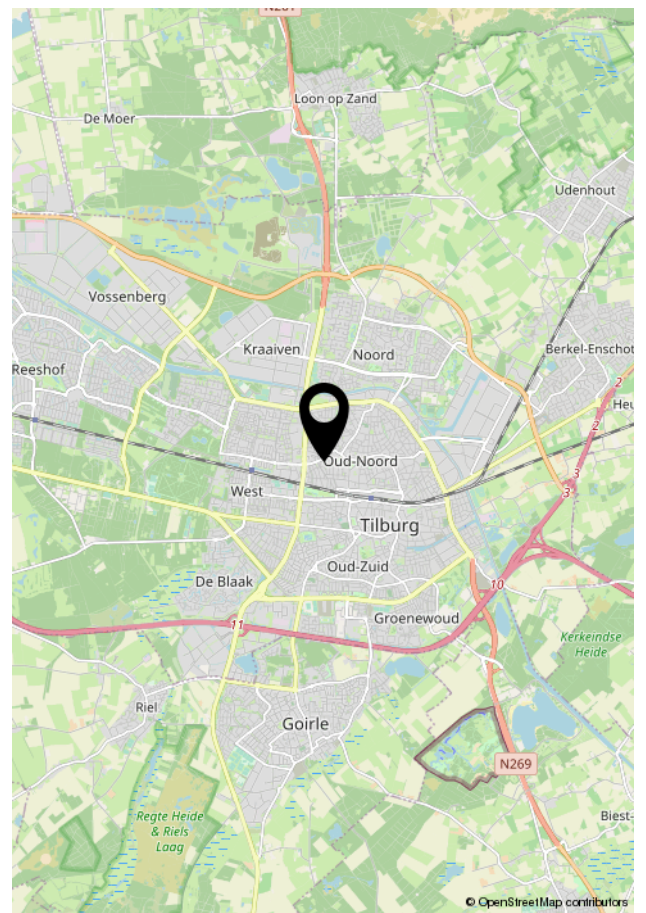 Loon op Zand
De Moer
Udenhout
Vossenberg
Kraaiven
Noord
Berkel-Enschot
Reeshof
2
2
Oud-Noord
3
3
West
Tilburg
Oud-Zuid
De Blaak
10
Groenewoud
11
Kerkeindse
Heide
Riel
Goirle
N269
Regte Heide
& Riels
Laag
Biest-
© OpenStreetMap contributors